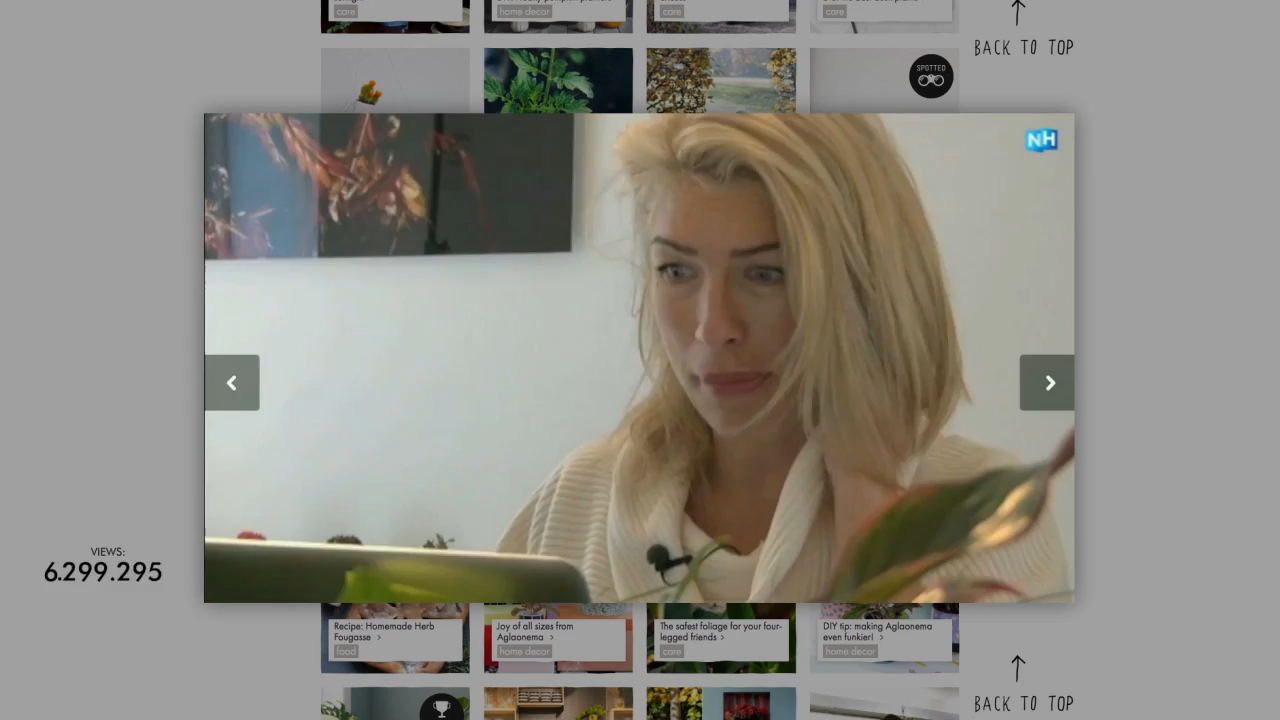 care
home decor
care
care
BACK TO TOP
SPOTTED
NH
VIEWS:
6.299.295
Recipe: Homemade Herb
Fougasse >
food
Joy of all sizes from
Aglaonema >
home decor
The safest foliage for your four-
legged friends >
care
DIY tip: making Aglaonema
even funkier! >
home decor
BACK TO TOP